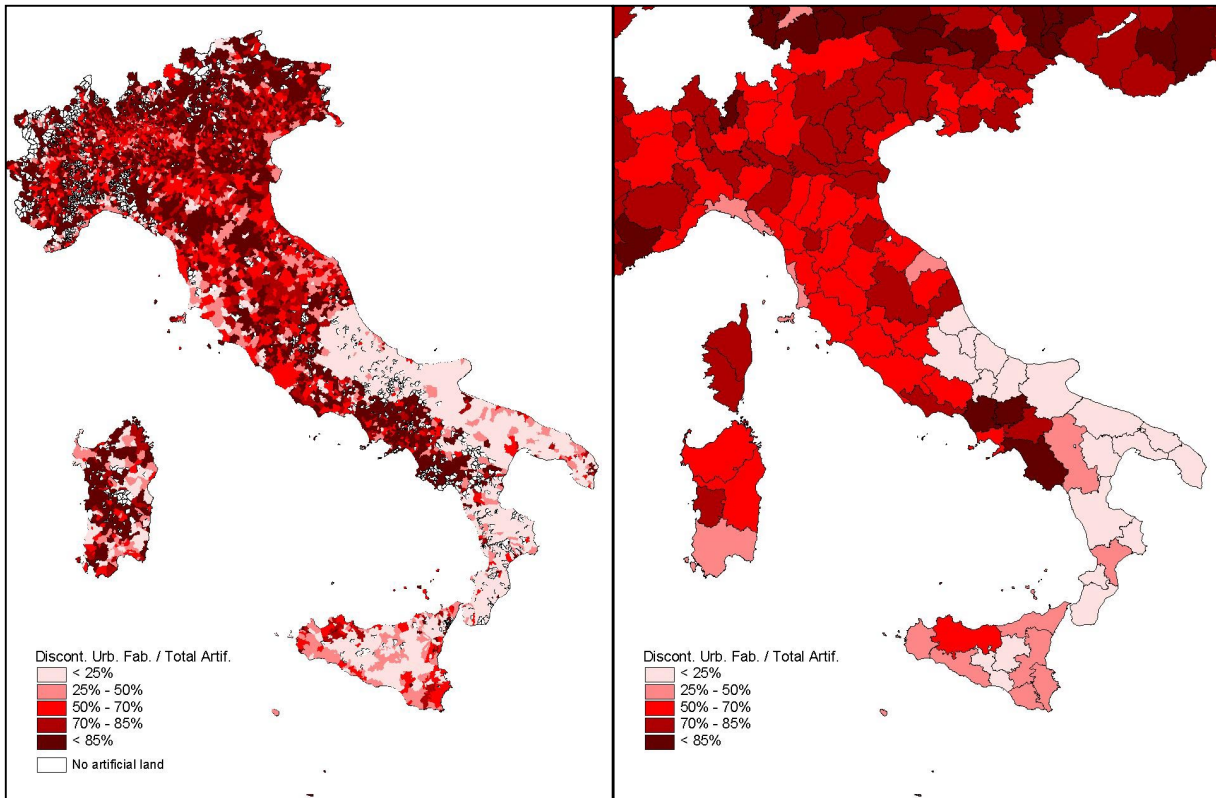 Discont. Urb. Fab. / Total Artif.
< 25%
25% - 50%
50% - 70%
70% - 85%
< 85%
No artificial land
Discont. Urb. Fab. / Total Artif.
< 25%
25% - 50%
50% - 70%
70% - 85%
< 85%